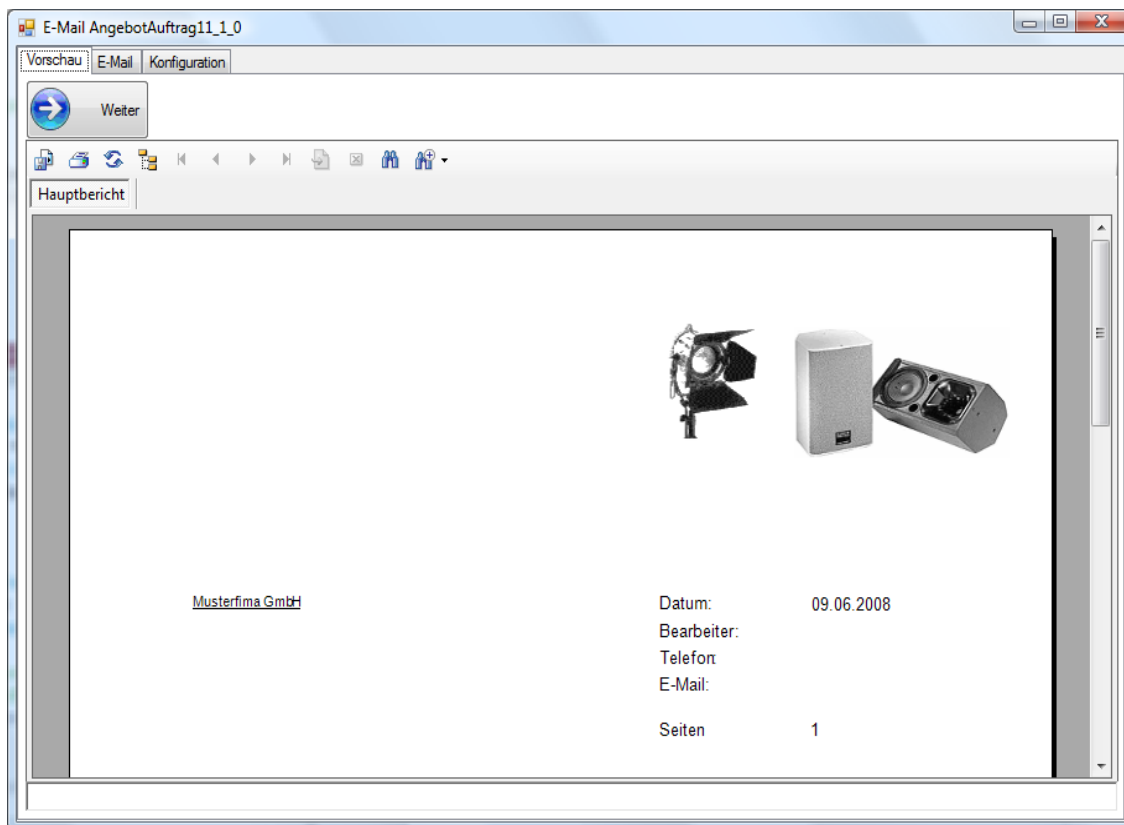 E-Mail AngebotAuftrag11_1_0
Vorschau E-Mail Konfiguration
Weiter
Hauptbericht
Musterfima GmbH Datum: 09.06.2008
Bearbeiter:
Telefon:
E-Mail:
Seiten 1